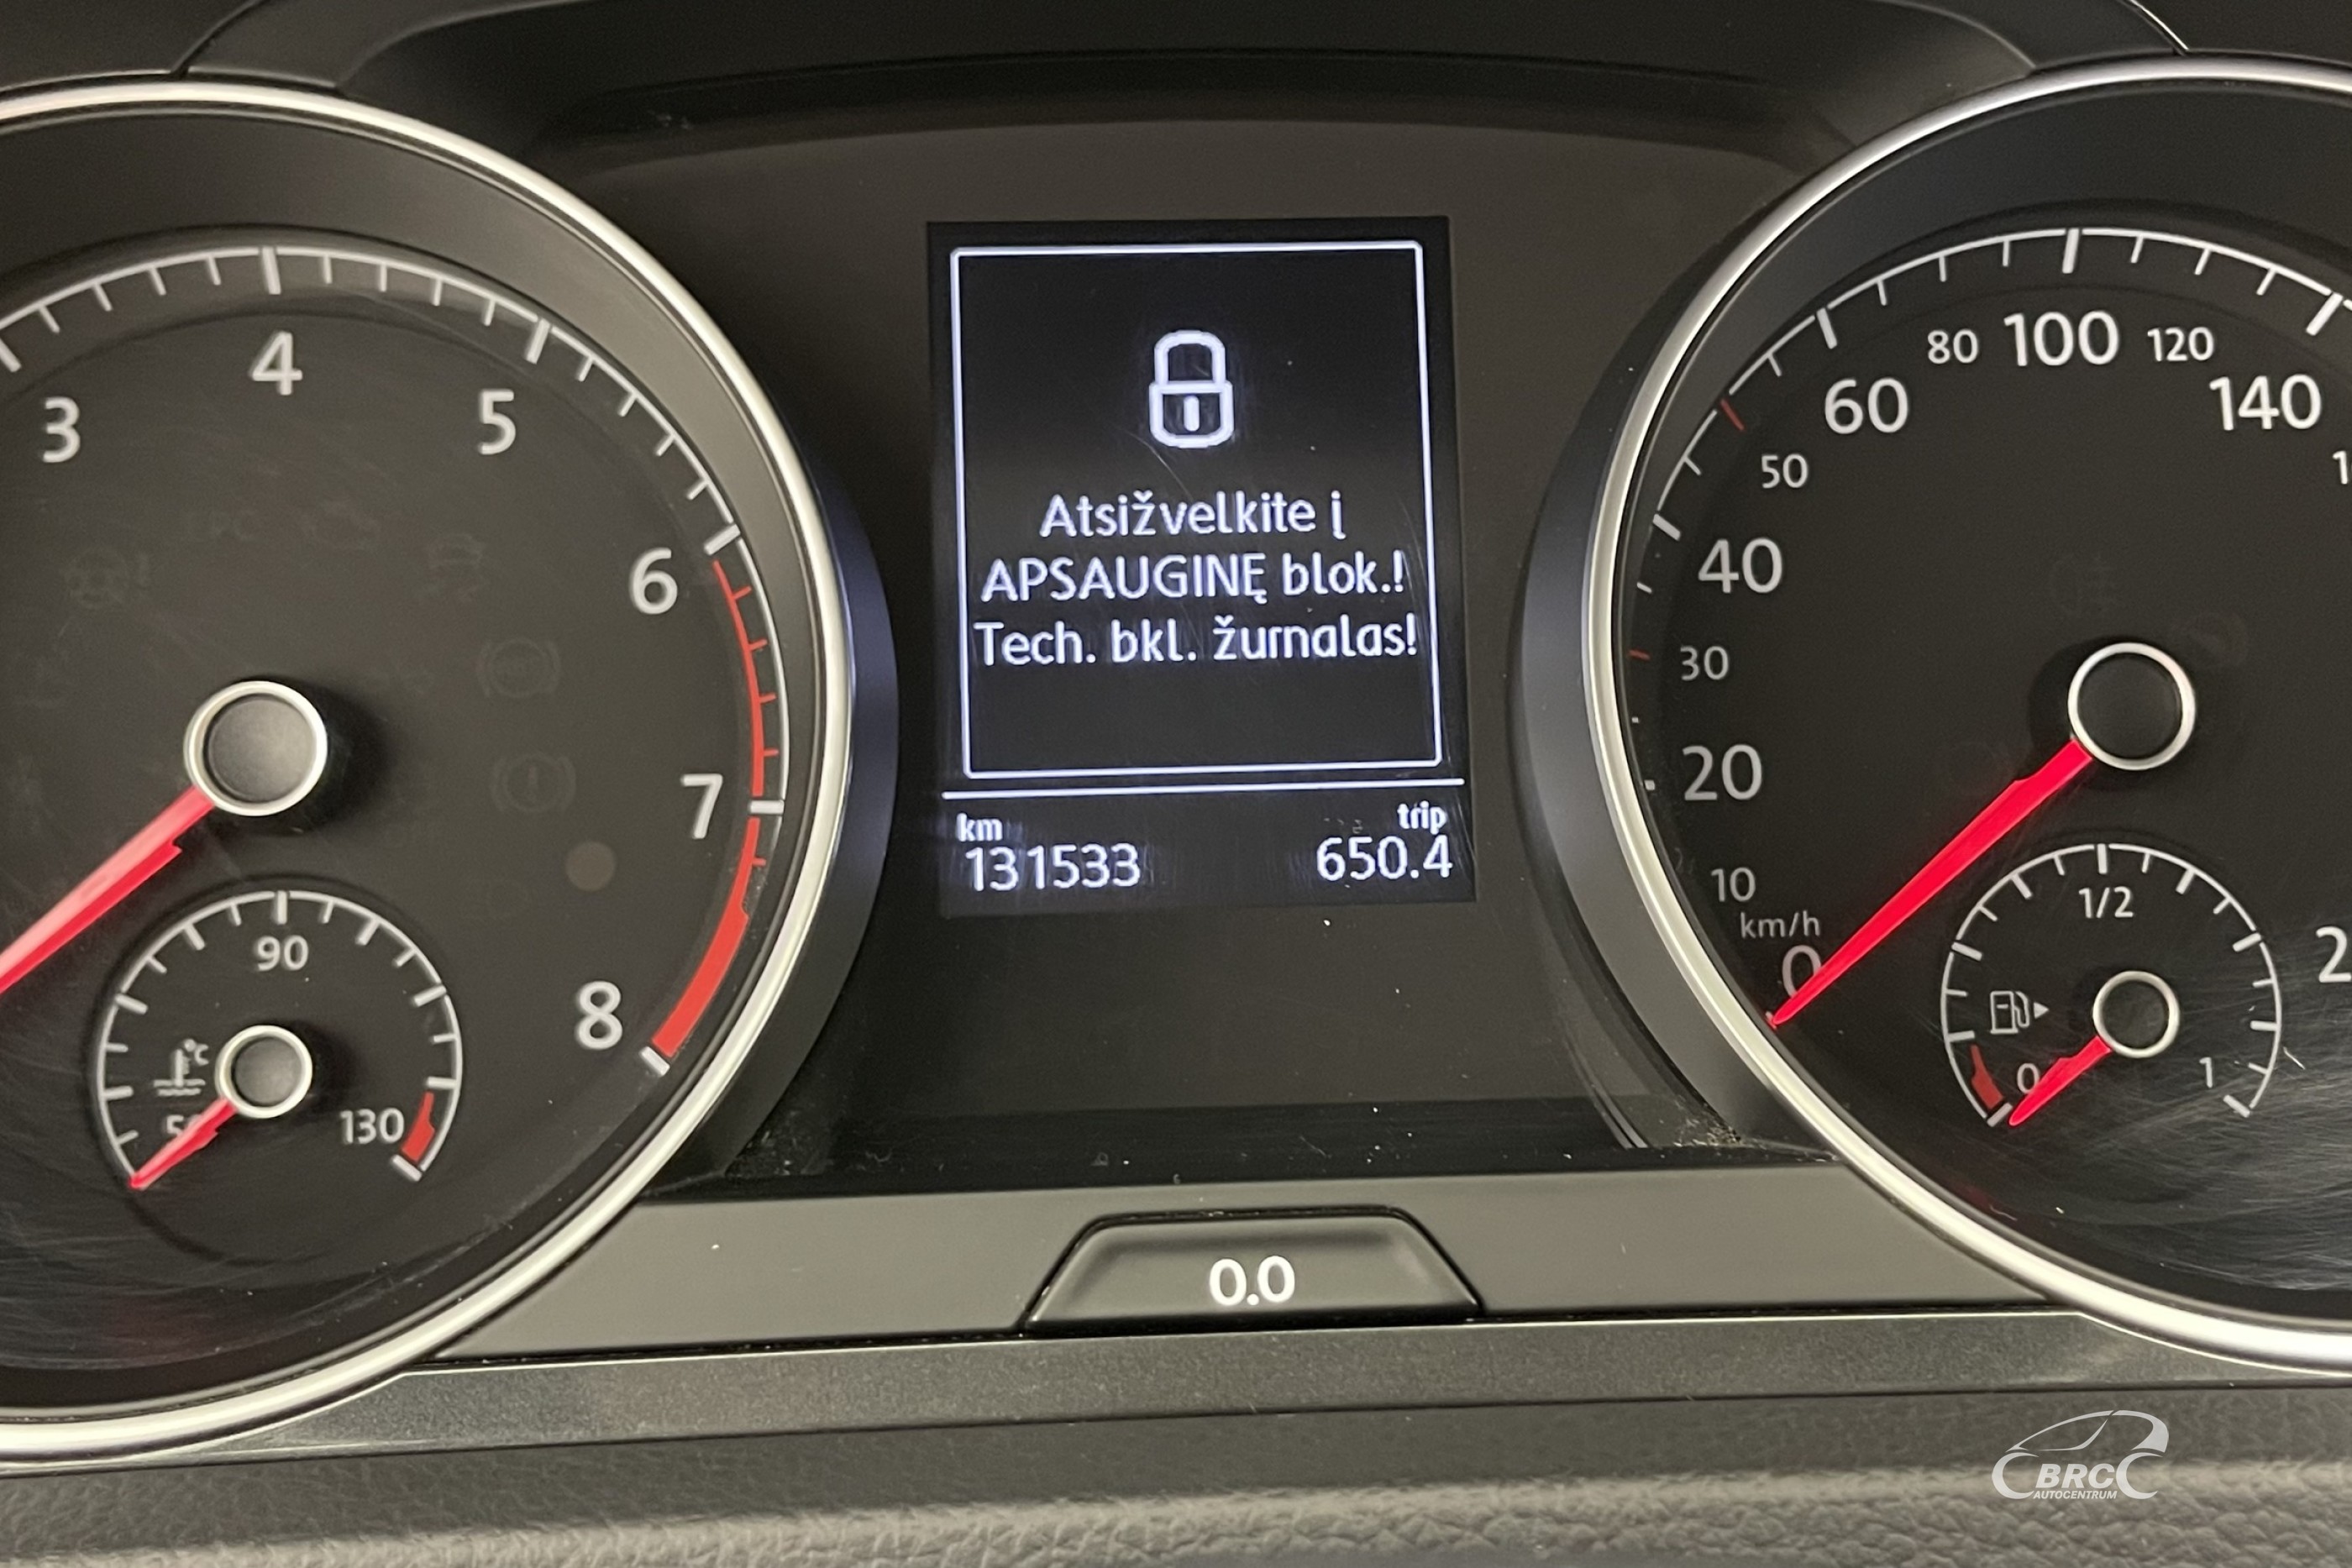 3
4
5
6
7
8
90
°C
130
Atsižvelkite į
APSAUGINĘ blok.!
Tech. bkl. žurnalas!
km
trip
131533
650.4
0.0
0
km/h
10
20
30
40
50
60
80
100
120
140
1/2
0
1
BRC
AUTOCENTRUM